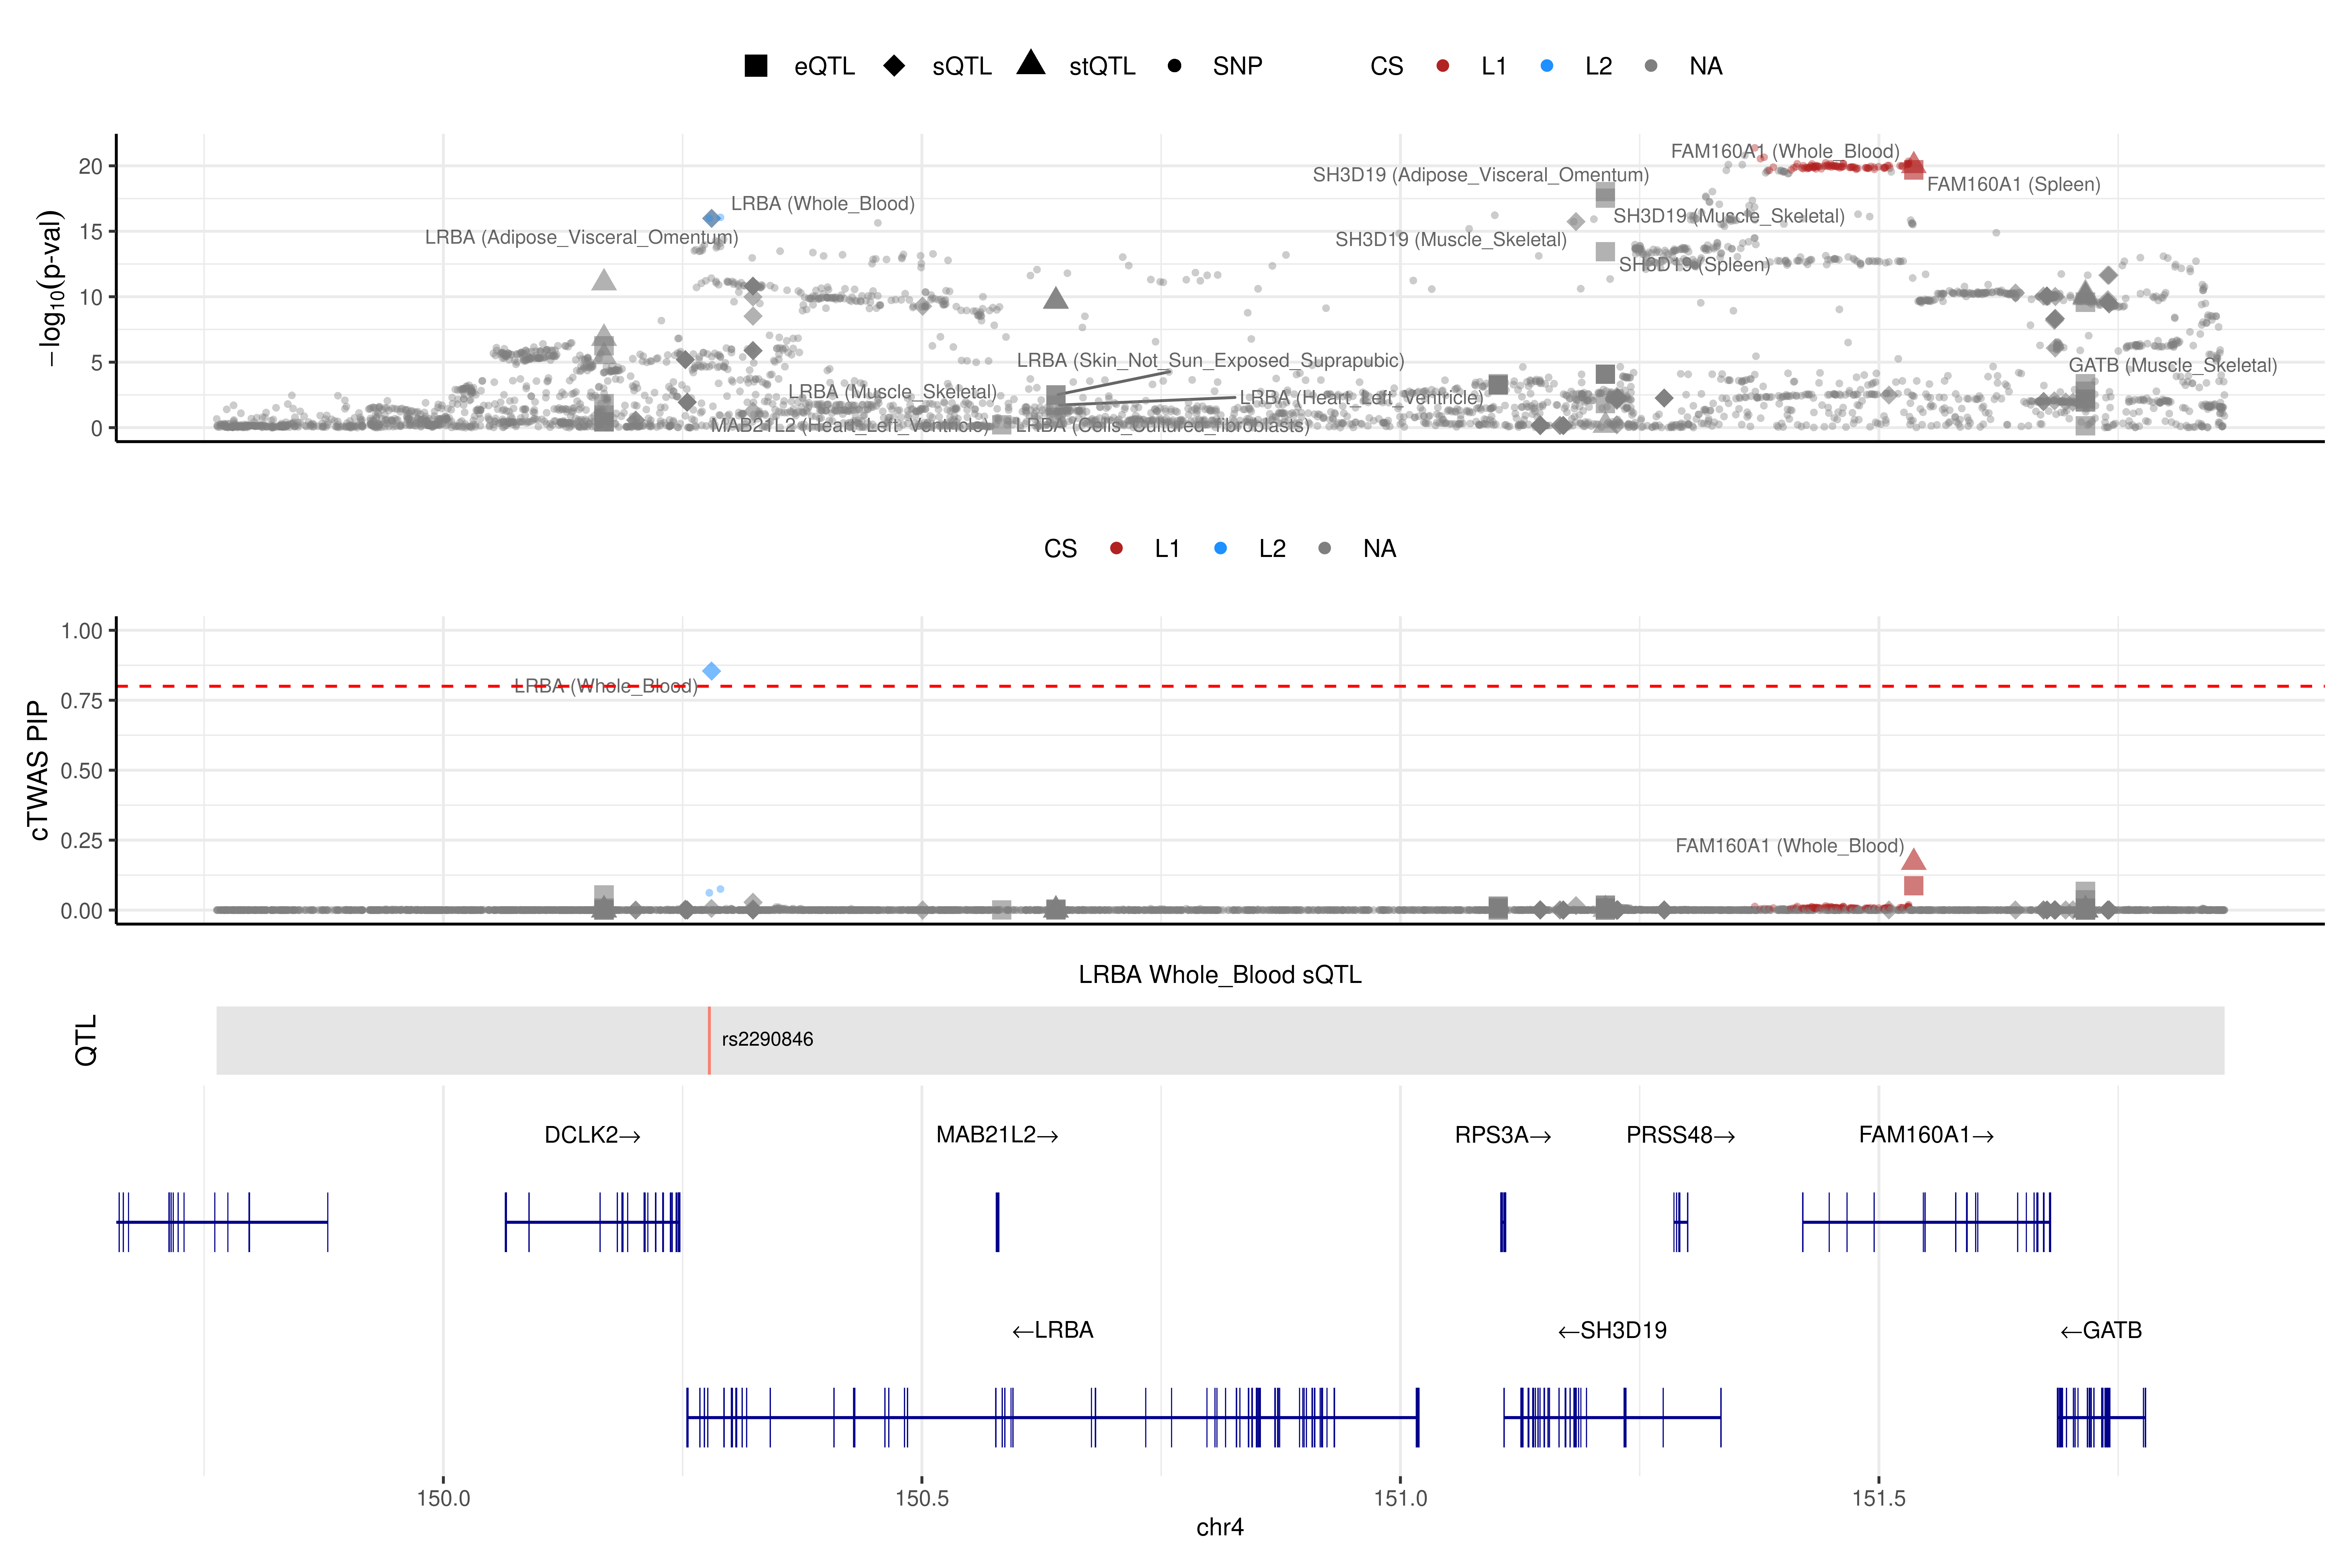 eQTL sQTL stQTL SNP CS L1 L2 NA
−log10(p-val)
20
15
10
5
0
FAM160A1 (Whole_Blood)
SH3D19 (Adipose_Visceral_Omentum)
FAM160A1 (Spleen)
LRBA (Whole_Blood)
SH3D19 (Muscle_Skeletal)
LRBA (Adipose_Visceral_Omentum)
SH3D19 (Muscle_Skeletal)
SH3D19 (Spleen)
LRBA (Skin_Not_Sun_Exposed_Suprapubic)
GATB (Muscle_Skeletal)
LRBA (Muscle_Skeletal)
LRBA (Heart_Left_Ventricle)
MAB21L2 (Heart_Left_Ventricle)
LRBA (Cells_Cultured_fibroblasts)
CS L1 L2 NA
cTWAS PIP
1.00
0.75
0.50
0.25
0.00
LRBA (Whole_Blood)
FAM160A1 (Whole_Blood)
LRBA Whole_Blood sQTL
QTL
rs2290846
DCLK2→ MAB21L2→ RPS3A→ PRSS48→ FAM160A1→
←LRBA ←SH3D19 ←GATB
150.0 150.5 151.0 151.5
chr4